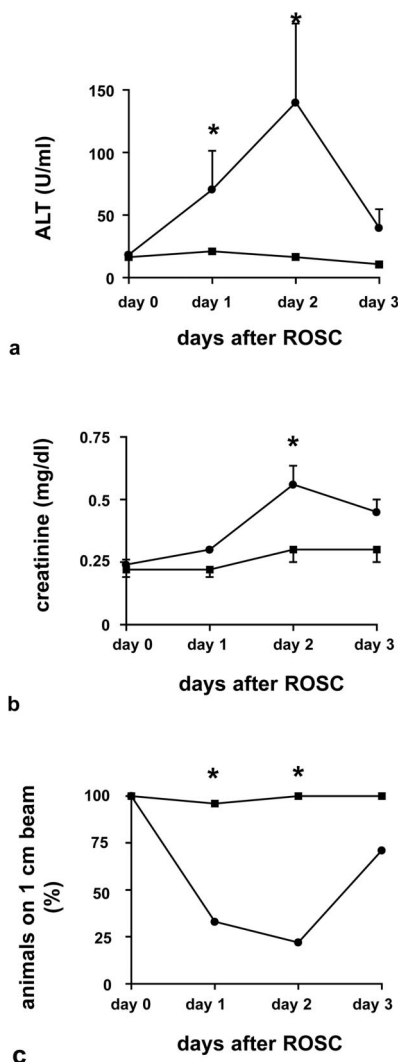 *
*
150
100
50
0
ALT (U/ml)
day 0 day 1 day 2 day 3
days after ROSC
a
*
0.75
0.5
0.25
0
creatinine (mg/dl)
day 0 day 1 day 2 day 3
days after ROSC
b
* *
100
75
50
25
0
animals on 1 cm beam
(%)
day 0 day 1 day 2 day 3
days after ROSC
c